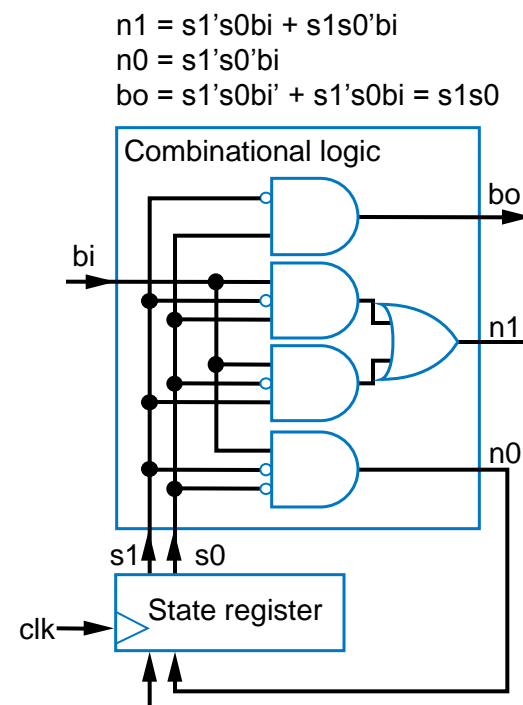 n1 = s1’s0bi + s1s0’bi
n0 = s1’s0’bi
bo = s1’s0bi’ + s1’s0bi = s1s0
Combinational logic
bo
bi
n1
n0
s1
s0
State register
clk